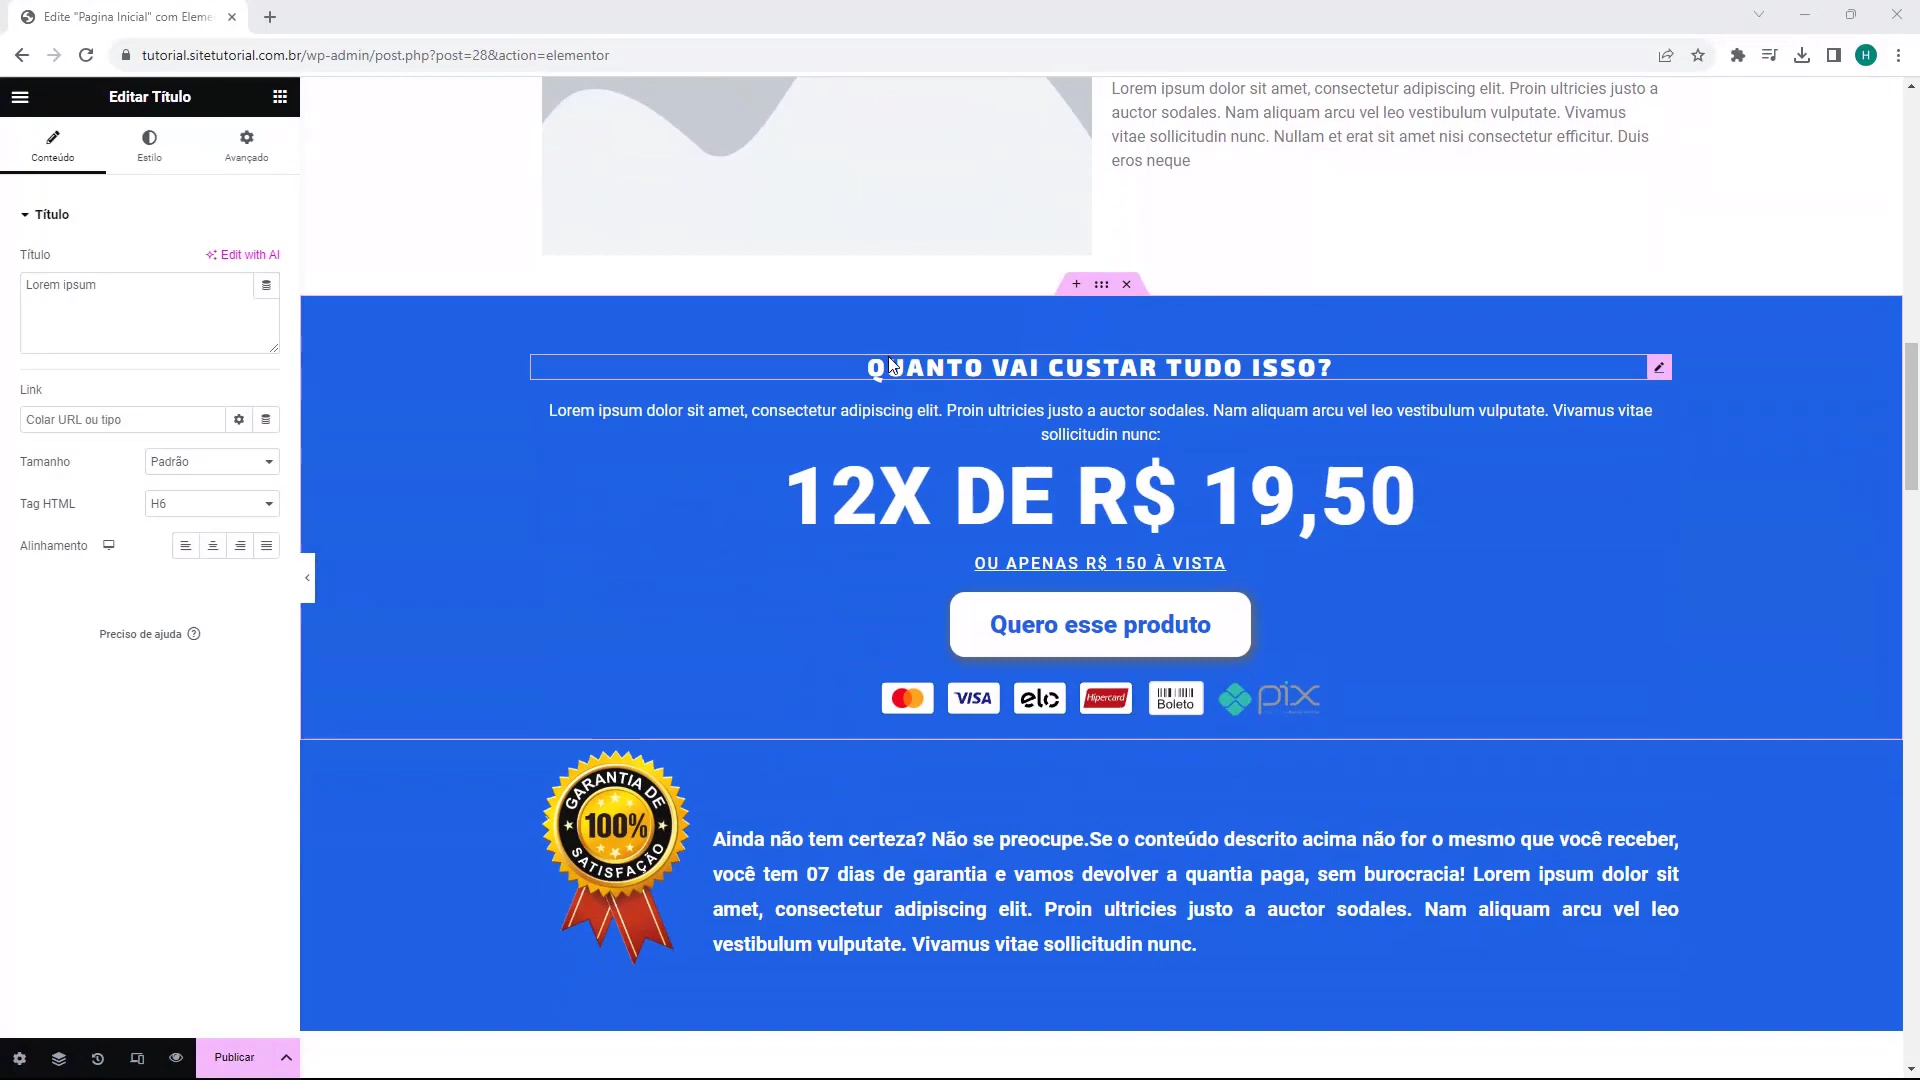 Edite "Pagina Inicial" com Eleme
tutorial.sitetutorial.com.br/wp-admin/post.php?post=28&action=elementor
H
Editar Título
Conteúdo
Estilo
Avançado
Título
Título
Edit with AI
Lorem ipsum
Link
Colar URL ou tipo
Tamanho
Padrão
Tag HTML
H6
Alinhamento
Preciso de ajuda
Publicar
Lorem ipsum dolor sit amet, consectetur adipiscing elit. Proin ultricies justo a
auctor sodales. Nam aliquam arcu vel leo vestibulum vulputate. Vivamus
vitae sollicitudin nunc. Nullam et erat sit amet nisi consectetur efficitur. Duis
eros neque
QUANTO VAI CUSTAR TUDO ISSO?
Lorem ipsum dolor sit amet, consectetur adipiscing elit. Proin ultricies justo a auctor sodales. Nam aliquam arcu vel leo vestibulum vulputate. Vivamus vitae
sollicitudin nunc:
12X DE R$ 19,50
OU APENAS R$ 150 À VISTA
Quero esse produto
VISA
elo
Hipercard
Boleto
pix
GARANTIA DE
100%
SATISFAÇÃO
Ainda não tem certeza? Não se preocupe.Se o conteúdo descrito acima não for o mesmo que você receber,
você tem 07 dias de garantia e vamos devolver a quantia paga, sem burocracia! Lorem ipsum dolor sit
amet, consectetur adipiscing elit. Proin ultricies justo a auctor sodales. Nam aliquam arcu vel leo
vestibulum vulputate. Vivamus vitae sollicitudin nunc.